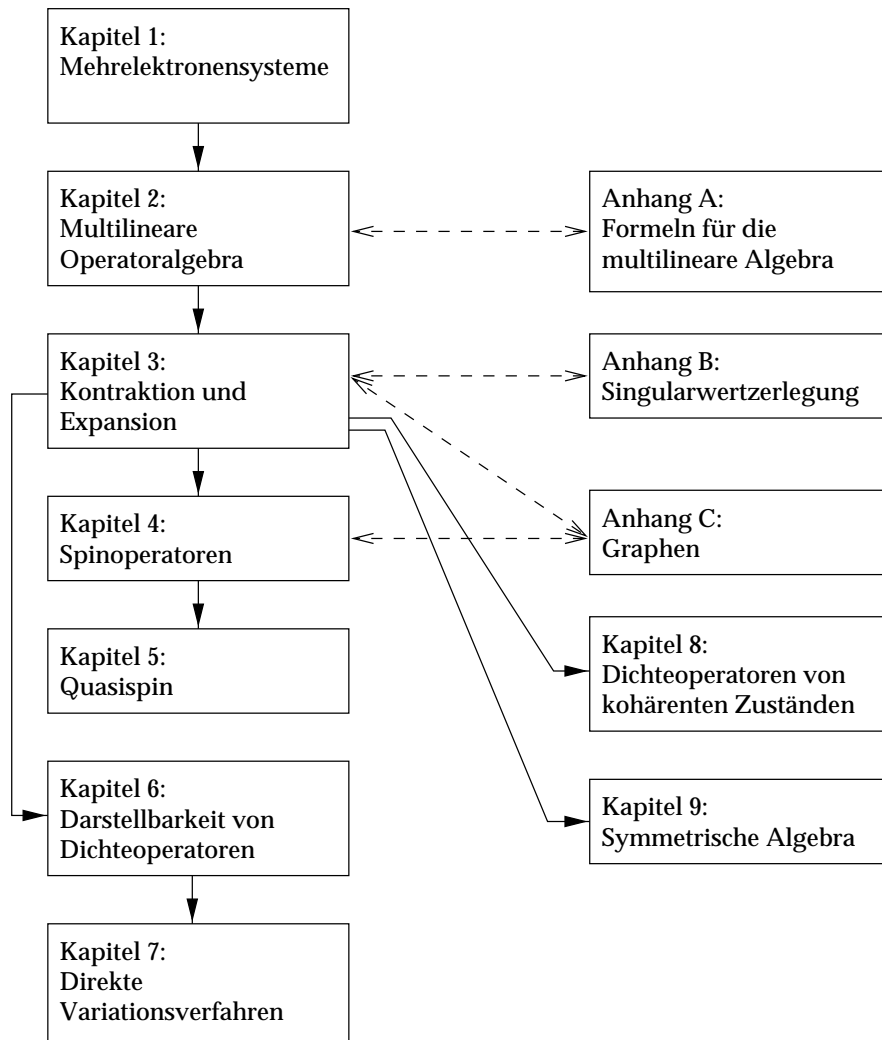 Kapitel 1:
Mehrelektronensysteme
Kapitel 2:
Multilineare
Operatoralgebra
Anhang A:
Formeln für die
multilineare Algebra
Kapitel 3:
Kontraktion und
Expansion
Anhang B:
Singularwertzerlegung
Kapitel 4:
Spinoperatoren
Anhang C:
Graphen
Kapitel 5:
Quasispin
Kapitel 8:
Dichteoperatoren von
kohärenten Zuständen
Kapitel 6:
Darstellbarkeit von
Dichteoperatoren
Kapitel 9:
Symmetrische Algebra
Kapitel 7:
Direkte
Variationsverfahren